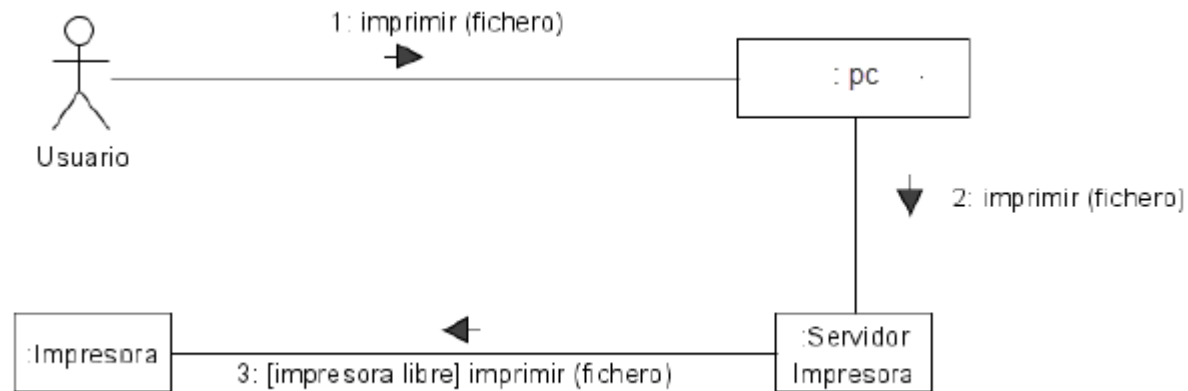 1: imprimir (fichero)
: pc
Usuario
2: imprimir (fichero)
:Impresora
:Servidor
Impresora
3: [impresora libre] imprimir (fichero)